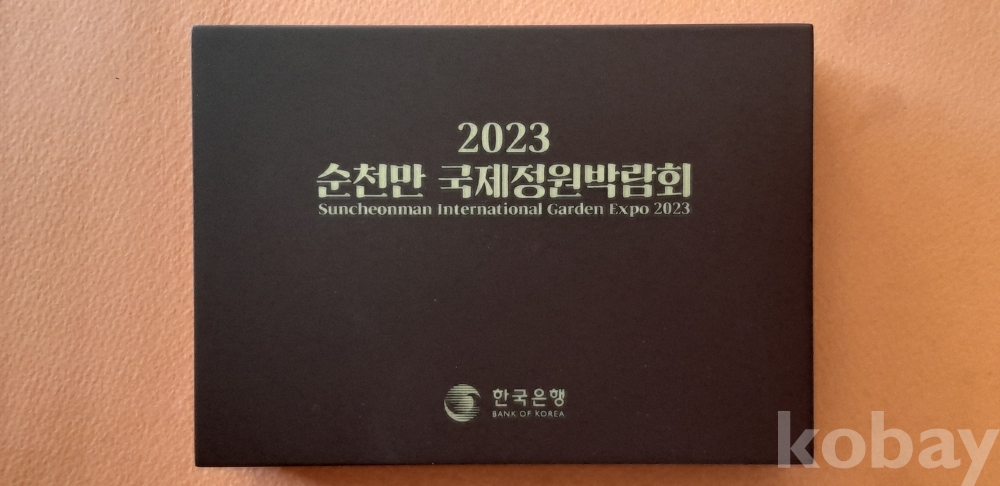 2023
순천만 국제정원박람회
Suncheonman International Garden Expo 2023
한국은행
BANK OF KOREA
kobay